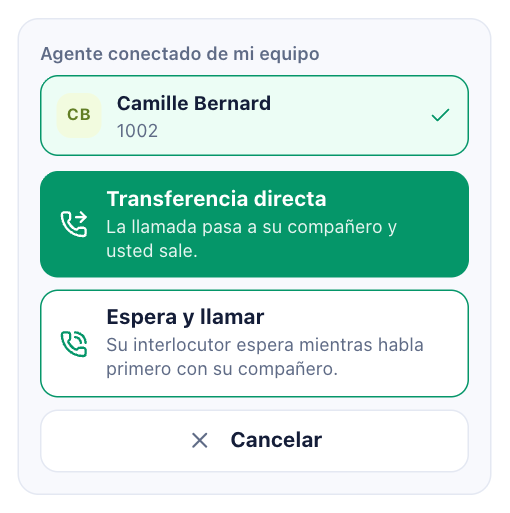 Agente conectado de mi equipo
CB
Camille Bernard
1002
Transferencia directa
La llamada pasa a su compañero y
usted sale.
Espera y llamar
Su interlocutor espera mientras habla
primero con su compañero.
Cancelar